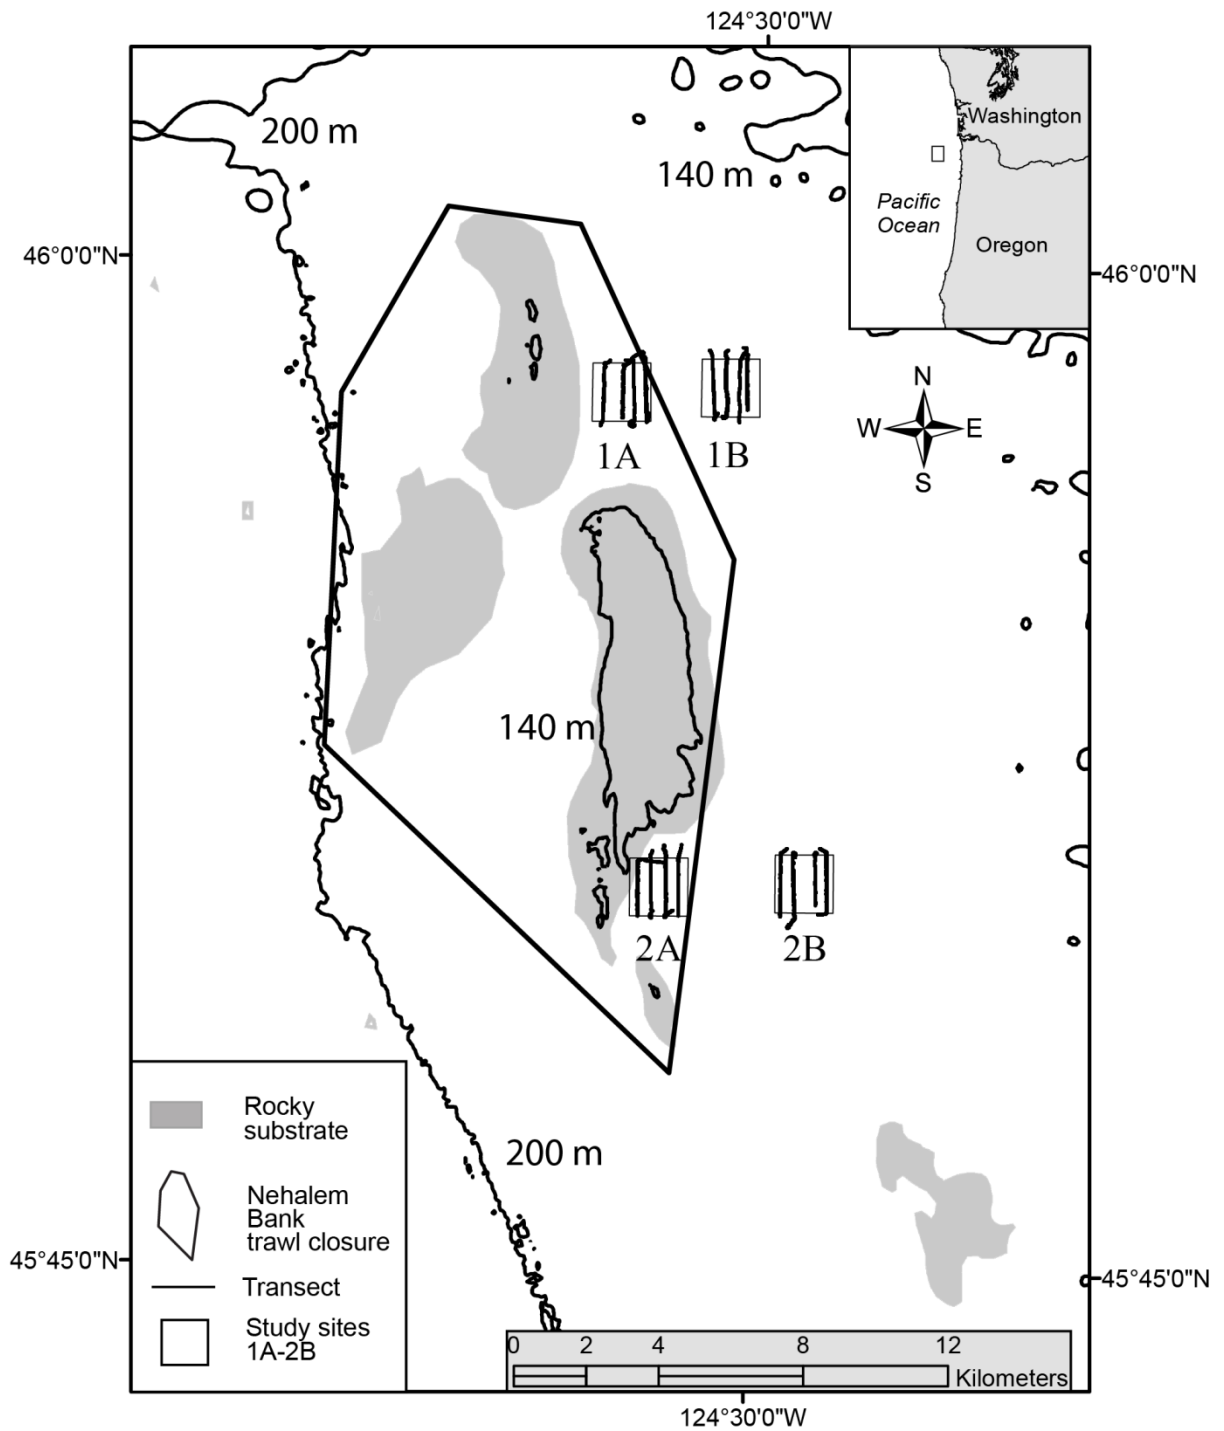 124°30'0"W
200 m
140 m
Washington
Pacific
Ocean
Oregon
46°0'0"N
46°0'0"N
N
W
E
S
1A
1B
140 m
2A
2B
200 m
Rocky
substrate
Nehalem
Bank
trawl closure
Transect
Study sites
1A-2B
45°45'0"N
45°45'0"N
0 2 4 8 12
Kilometers
124°30'0"W